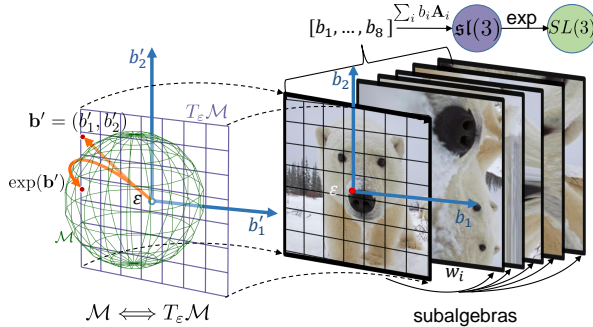 [b₁, ..., b₈] ∑ᵢ bᵢAᵢ 𝔰𝔩(3) exp SL(3)
b′₂
b₂
T_εℳ
b′ = (b′₁, b′₂)
exp(b′)
ε
ε
b′₁
b₁
ℳ
wᵢ
ℳ ⟺ T_εℳ
subalgebras